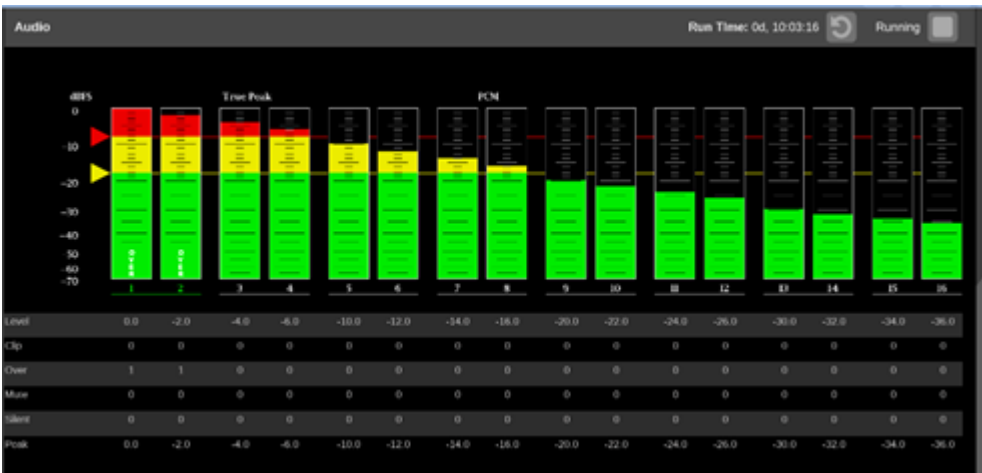 Audio Run Time: 0d, 10:03:16 Running
dBFS True Peak PCM
0
-10
-20
-30
-40
50
-60
-70
1 2 3 4 5 6 7 8 9 10 11 12 13 14 15 16
Level 0.0 -2.0 -4.0 -6.0 -10.0 -12.0 -14.0 -16.0 -20.0 -22.0 -24.0 -26.0 -30.0 -32.0 -34.0 -36.0
Clip 0 0 0 0 0 0 0 0 0 0 0 0 0 0 0 0
Over 1 1 0 0 0 0 0 0 0 0 0 0 0 0 0 0
Mute 0 0 0 0 0 0 0 0 0 0 0 0 0 0 0 0
Silent 0 0 0 0 0 0 0 0 0 0 0 0 0 0 0 0
Peak 0.0 -2.0 -4.0 -6.0 -10.0 -12.0 -14.0 -16.0 -20.0 -22.0 -24.0 -26.0 -30.0 -32.0 -34.0 -36.0